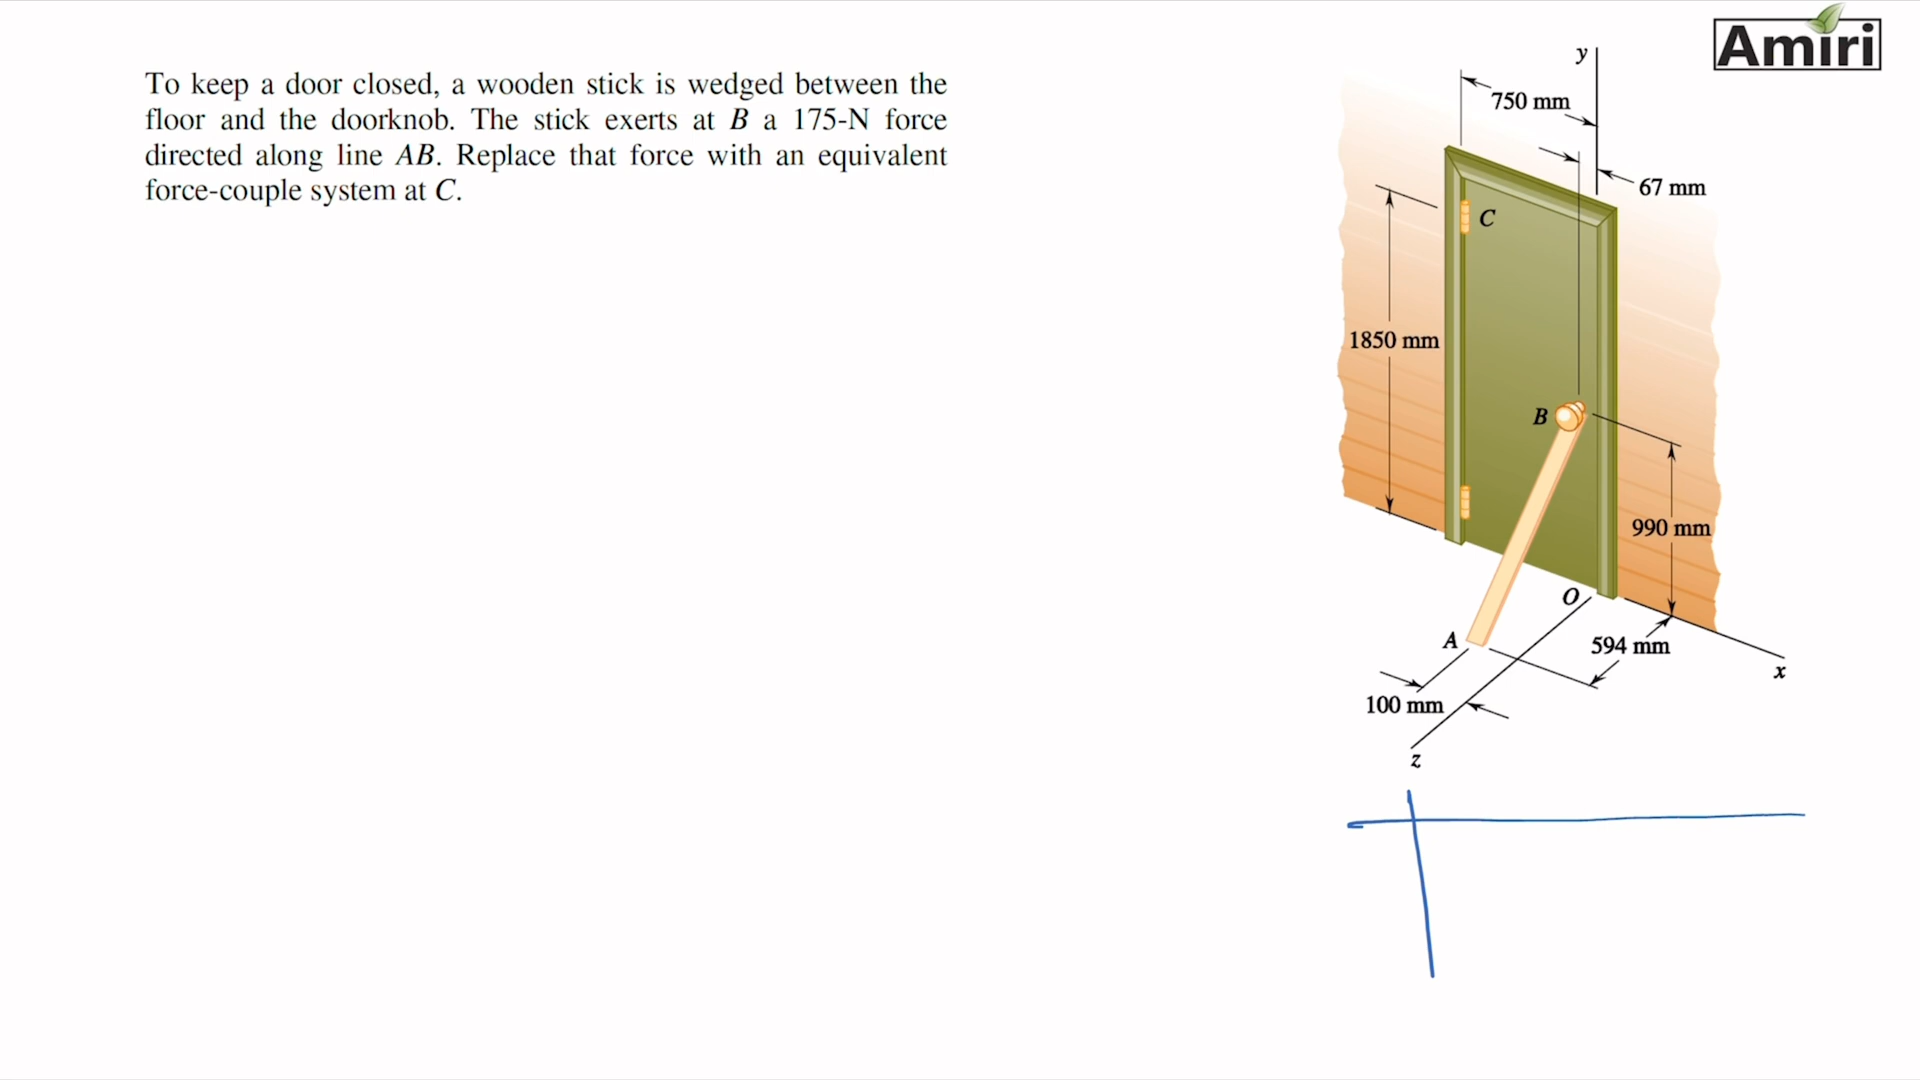 Amiri
To keep a door closed, a wooden stick is wedged between the
floor and the doorknob. The stick exerts at B a 175-N force
directed along line AB. Replace that force with an equivalent
force-couple system at C.
y
750 mm
67 mm
C
1850 mm
B
990 mm
O
A
594 mm
x
100 mm
z